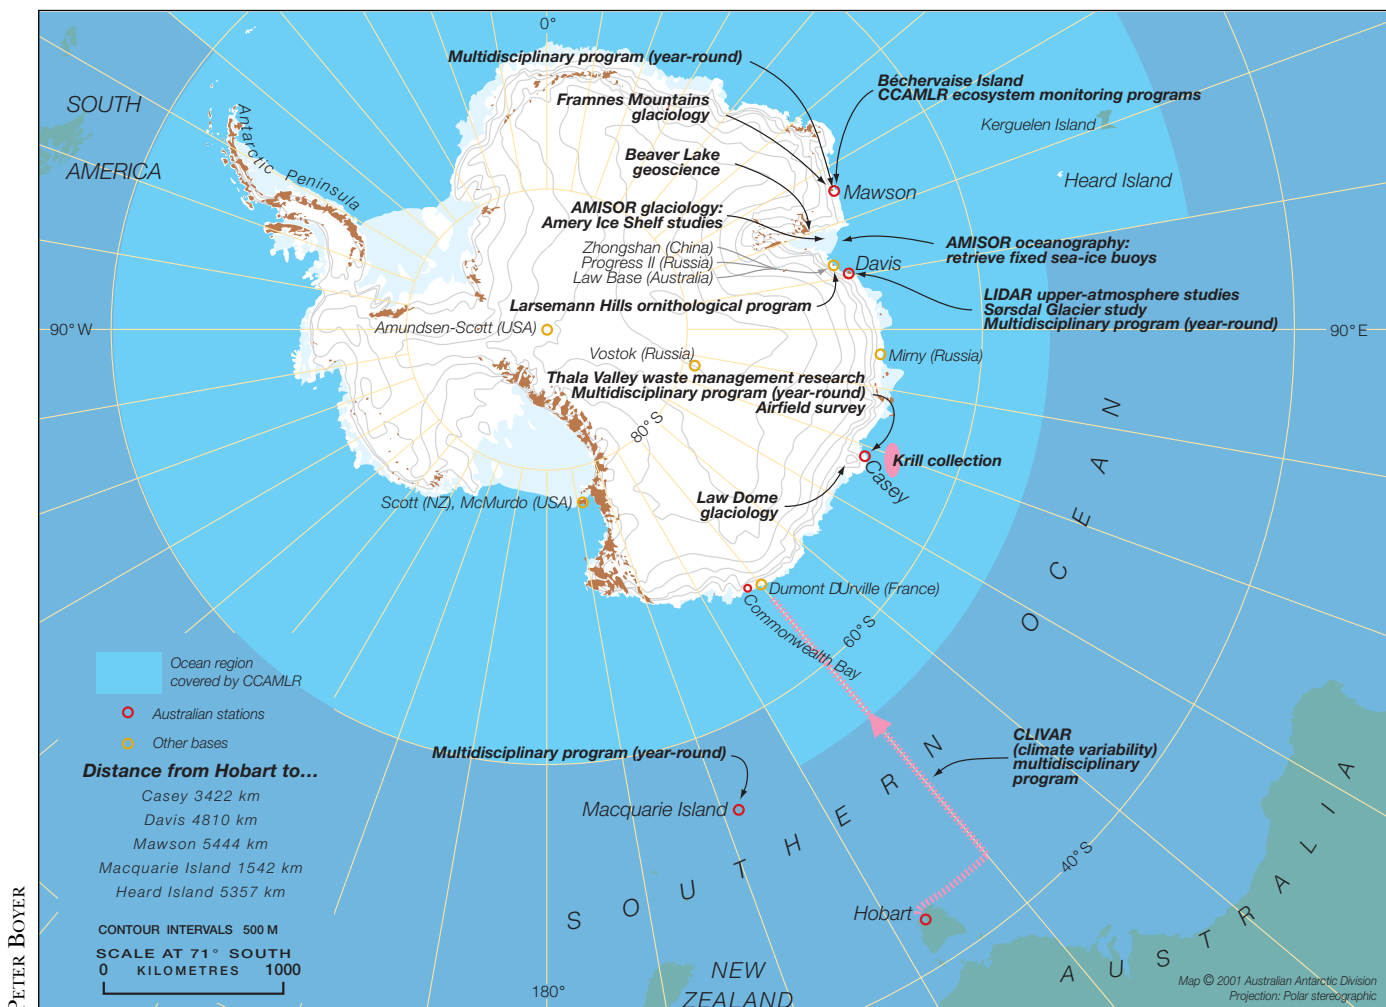 0°
Multidisciplinary program (year-round)
Béchervaise Island
CCAMLR ecosystem monitoring programs
SOUTH
AMERICA
Antarctic Peninsula
Framnes Mountains
glaciology
Kerguelen Island
Beaver Lake
geoscience
Mawson
Heard Island
AMISOR glaciology:
Amery Ice Shelf studies
Zhongshan (China)
Progress II (Russia)
Law Base (Australia)
AMISOR oceanography:
retrieve fixed sea-ice buoys
Davis
Larsemann Hills ornithological program
LIDAR upper-atmosphere studies
Sørsdal Glacier study
Multidisciplinary program (year-round)
90° W
Amundsen-Scott (USA)
90° E
Vostok (Russia)
Mirny (Russia)
Thala Valley waste management research
Multidisciplinary program (year-round)
Airfield survey
80° S
Krill collection
Casey
Law Dome
glaciology
Scott (NZ), McMurdo (USA)
Dumont D'Urville (France)
Commonwealth Bay
60° S
SOUTHERN OCEAN
Ocean region
covered by CCAMLR
Australian stations
Other bases
Distance from Hobart to...
Casey 3422 km
Davis 4810 km
Mawson 5444 km
Macquarie Island 1542 km
Heard Island 5357 km
CONTOUR INTERVALS 500 M
SCALE AT 71° SOUTH
0 KILOMETRES 1000
Multidisciplinary program (year-round)
Macquarie Island
CLIVAR
(climate variability)
multidisciplinary
program
40° S
Hobart
AUSTRALIA
NEW
ZEALAND
180°
Map © 2001 Australian Antarctic Division
Projection: Polar stereographic
PETER BOYER